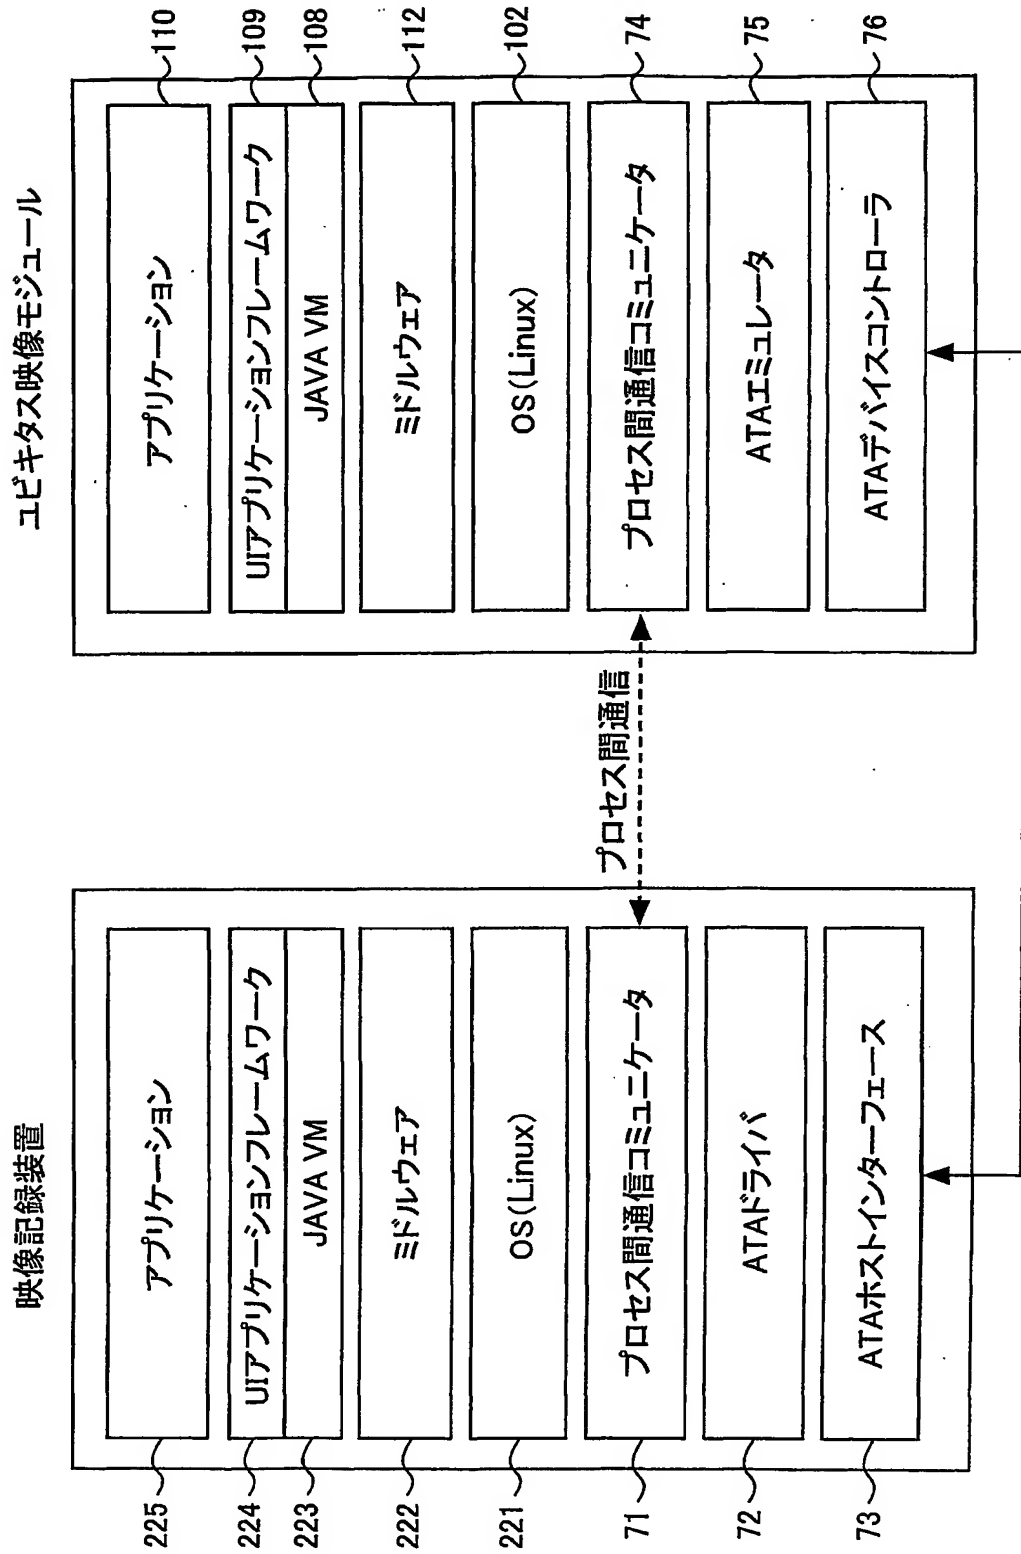 映像記録装置
ユビキタス映像モジュール
225
アプリケーション
アプリケーション
110
224
UIアプリケーションフレームワーク
UIアプリケーションフレームワーク
109
223
JAVA VM
JAVA VM
108
222
ミドルウェア
ミドルウェア
112
221
OS(Linux)
OS(Linux)
102
71
プロセス間通信コミュニケータ
プロセス間通信
プロセス間通信コミュニケータ
74
72
ATAドライバ
ATAエミュレータ
75
73
ATAホストインターフェース
ATAデバイスコントローラ
76